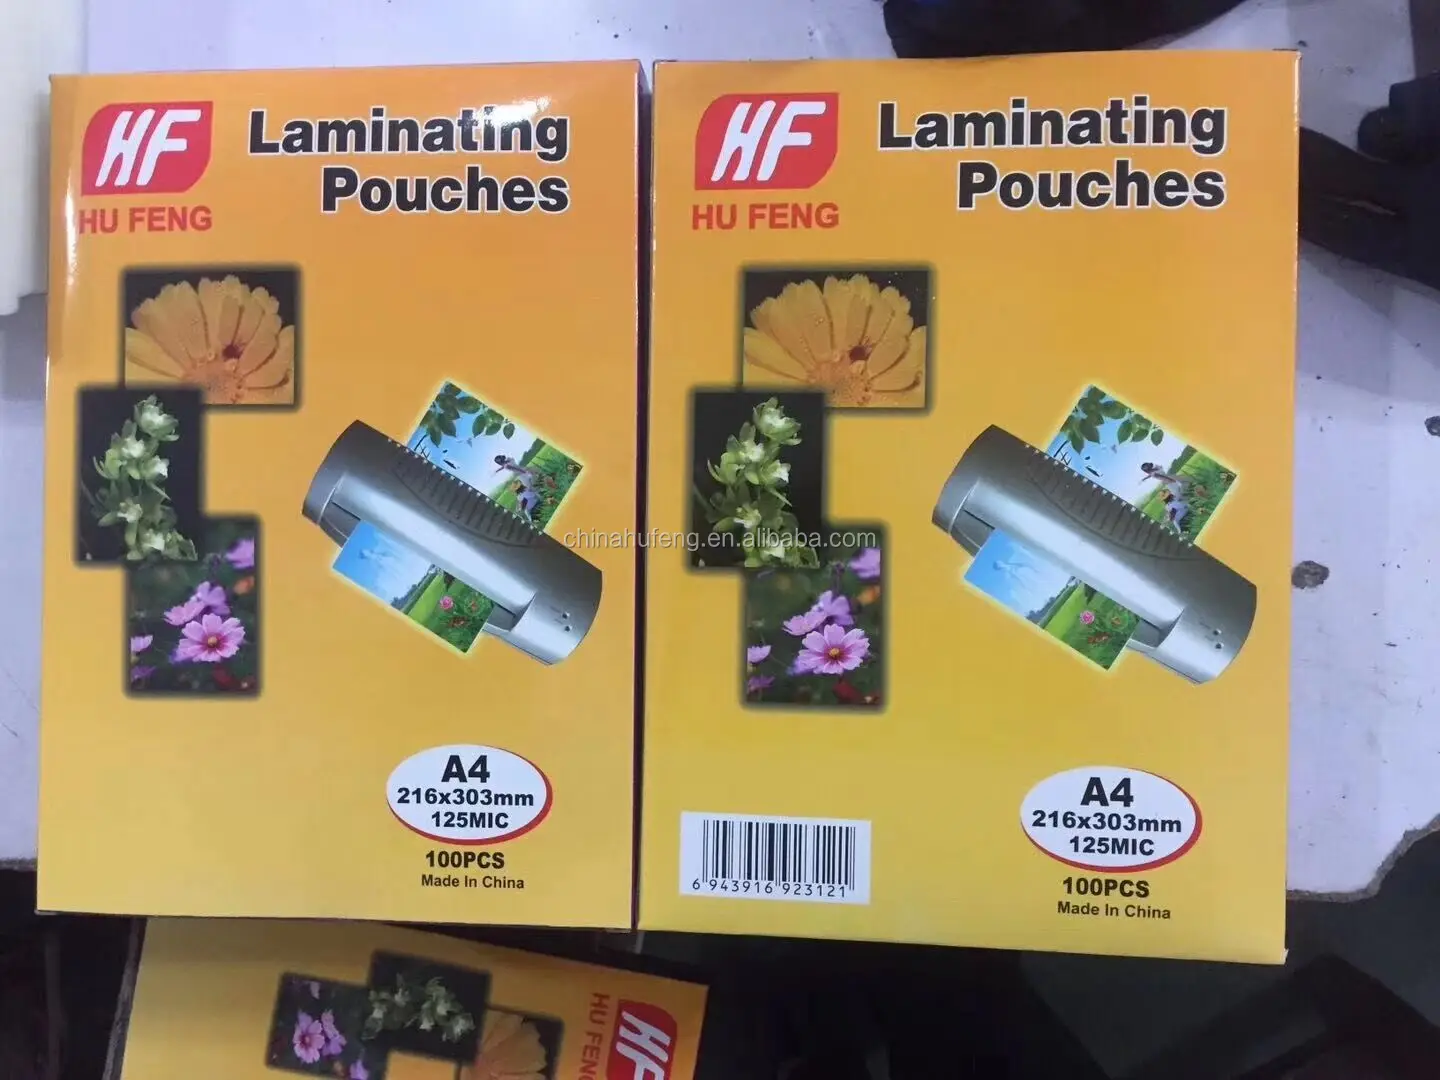 HF
HU FENG
Laminating
Pouches
A4
216x303mm
125MIC
100PCS
Made In China
HF
HU FENG
Laminating
Pouches
6 943916 923121
A4
216x303mm
125MIC
100PCS
Made In China
chinahufeng.en.alibaba.com
HU FENG
HF